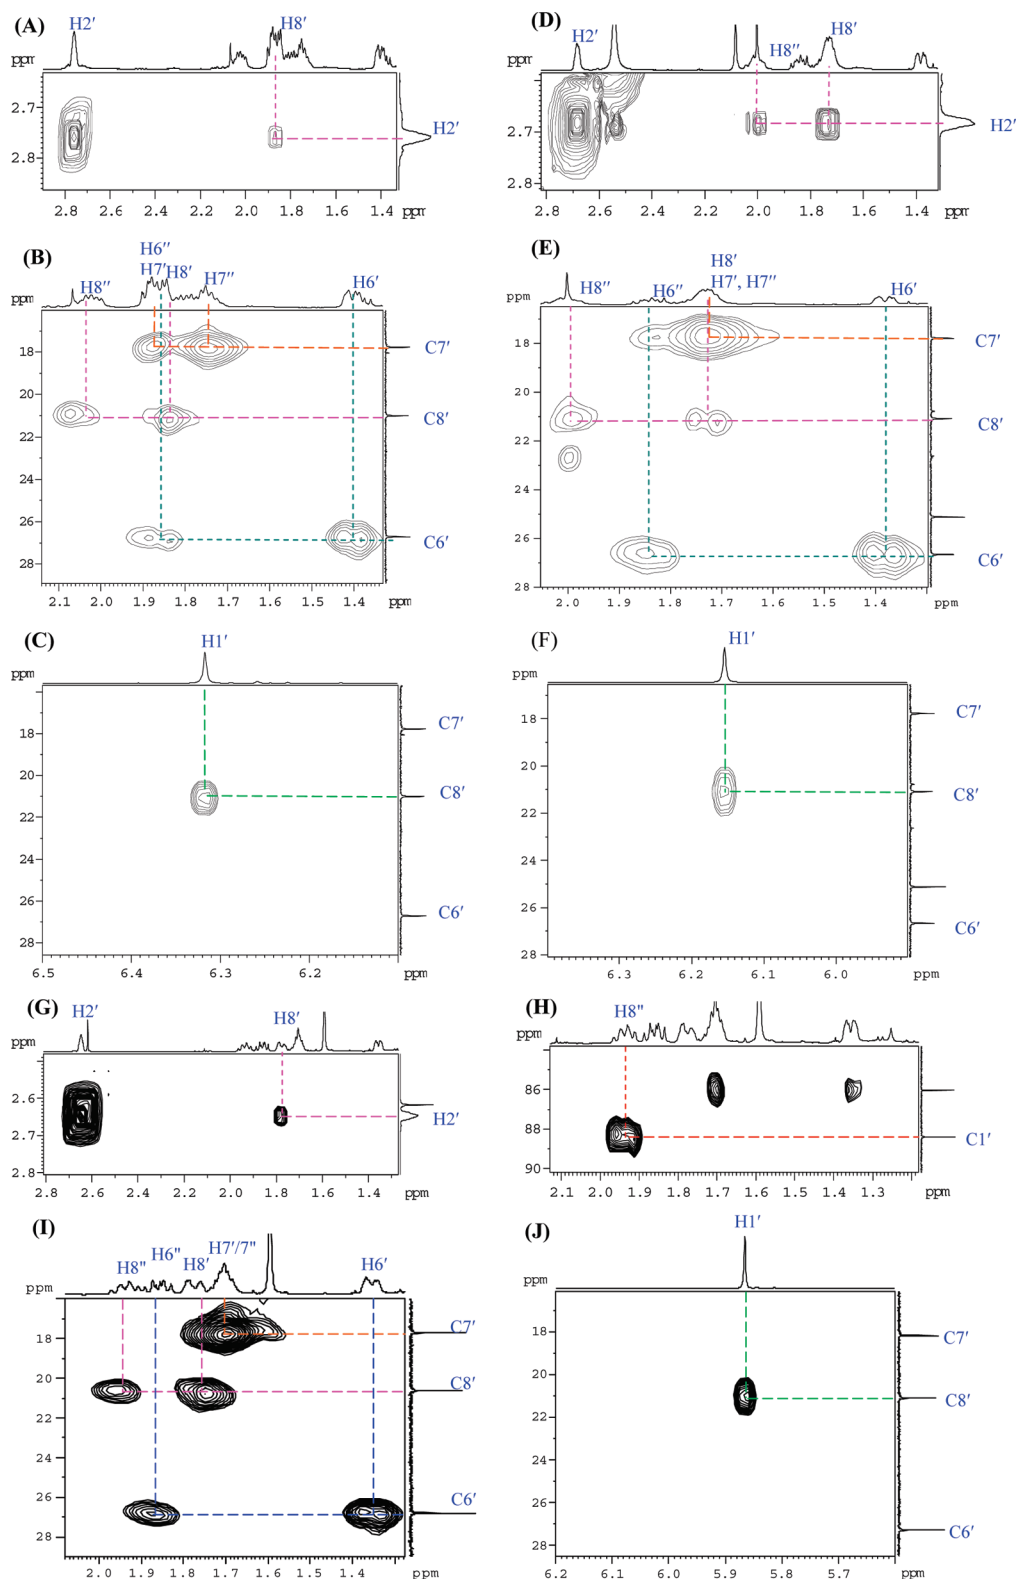 (A)
H2′
H8′
ppm
2.7
2.8
H2′
2.8 2.6 2.4 2.2 2.0 1.8 1.6 1.4 ppm
(D)
H2′
H8′′
H8′
ppm
2.7
2.8
H2′
2.8 2.6 2.4 2.2 2.0 1.8 1.6 1.4 ppm
(B)
H6′′
H8′′
H7′
H8′
H7′′
H6′
ppm
18
20
22
24
26
28
C7′
C8′
C6′
2.1 2.0 1.9 1.8 1.7 1.6 1.5 1.4 ppm
(E)
H8′
H8′′
H6′′
H7′, H7′′
H6′
ppm
18
20
22
24
26
28
C7′
C8′
C6′
2.0 1.9 1.8 1.7 1.6 1.5 1.4 ppm
(C)
H1′
ppm
18
20
22
24
26
28
C7′
C8′
C6′
6.5 6.4 6.3 6.2 ppm
(F)
H1′
ppm
18
20
22
24
26
28
C7′
C8′
C6′
6.3 6.2 6.1 6.0 ppm
(G)
H2′
H8′
ppm
2.6
2.7
2.8
H2′
2.8 2.6 2.4 2.2 2.0 1.8 1.6 1.4 ppm
(H)
H8"
ppm
86
88
90
C1′
2.1 2.0 1.9 1.8 1.7 1.6 1.5 1.4 1.3 ppm
(I)
H8"
H6"
H8′
H7′/7"
H6′
ppm
18
20
22
24
26
28
C7′
C8′
C6′
2.0 1.9 1.8 1.7 1.6 1.5 1.4 ppm
(J)
H1′
ppm
18
20
22
24
26
28
C7′
C8′
C6′
6.2 6.1 6.0 5.9 5.8 5.7 ppm